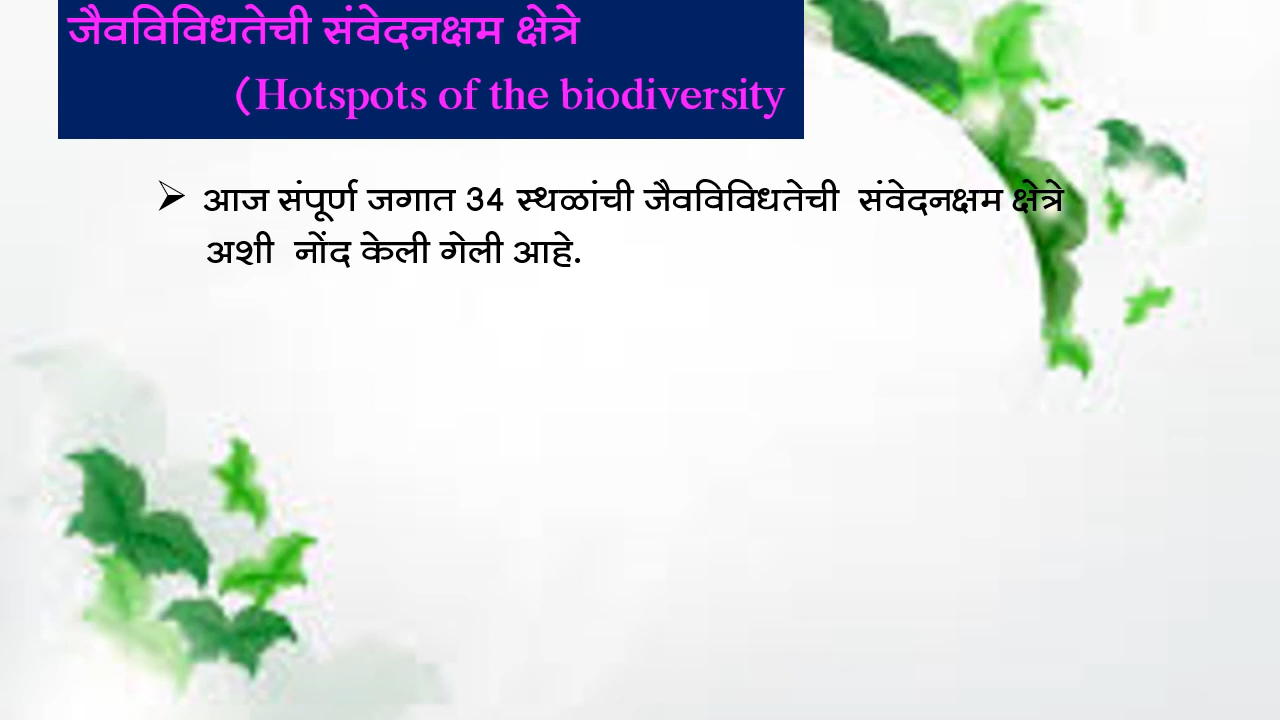 जैवविविधतेची संवेदनक्षम क्षेत्रे
(Hotspots of the biodiversity
➢ आज संपूर्ण जगात 34 स्थळांची जैवविविधतेची संवेदनक्षम क्षेत्रे
अशी नोंद केली गेली आहे.